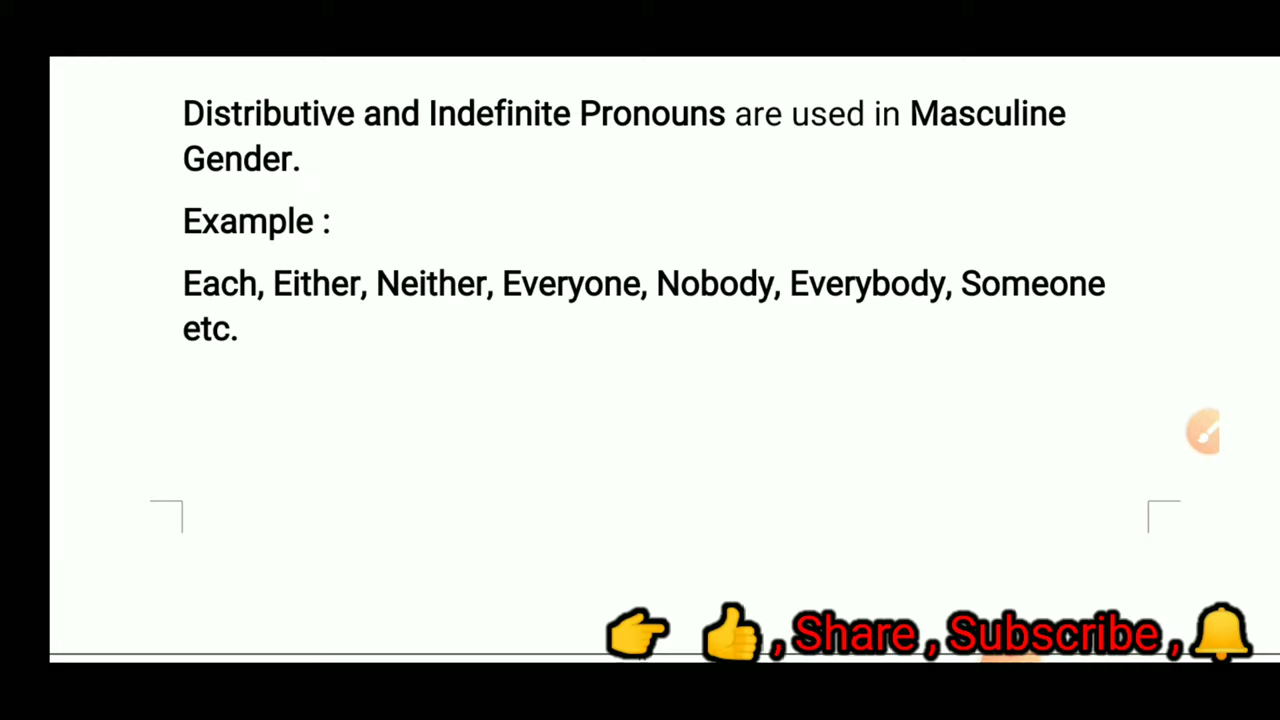 Distributive and Indefinite Pronouns are used in Masculine
Gender.
Example :
Each, Either, Neither, Everyone, Nobody, Everybody, Someone
etc.
👉 👍, Share, Subscribe, 🔔